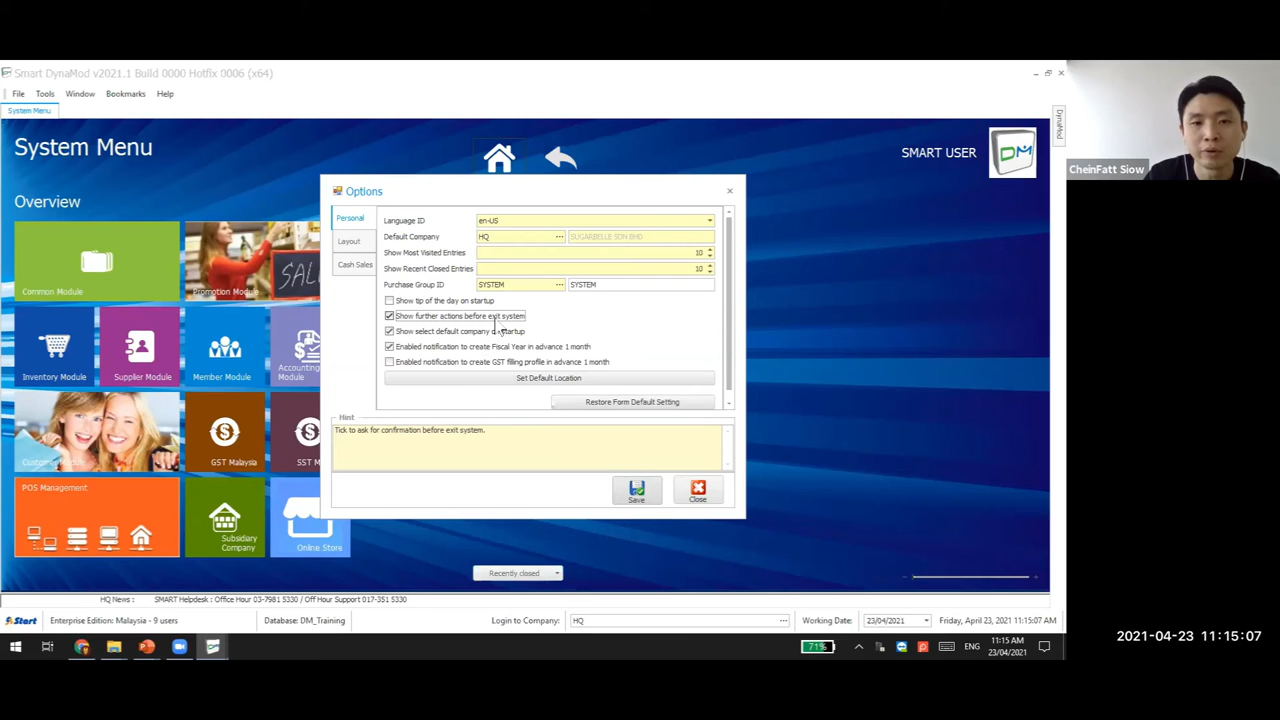 Smart DynaMod v2021.1 Build 0000 Hotfix 0006 (x64)
File Tools Window Bookmarks Help
System Menu
DynaMod
System Menu
SMART USER
DM
CheinFatt Siow
Overview
Common Module
Promotion Module
Inventory Module
Supplier Module
Member Module
Accounting Module
GST Malaysia
POS Management
Subsidiary Company
Online Store
Options
Personal
Layout
Cash Sales
Language ID en-US
Default Company HQ SUGARBELLE SDN BHD
Show Most Visited Entries 10
Show Recent Closed Entries 10
Purchase Group ID SYSTEM SYSTEM
Show tip of the day on startup
Show further actions before exit system
Show select default company startup
Enabled notification to create Fiscal Year in advance 1 month
Enabled notification to create GST filling profile in advance 1 month
Set Default Location
Restore Form Default Setting
Hint
Tick to ask for confirmation before exit system.
Save
Close
Recently closed
HQ News : SMART Helpdesk : Office Hour 03-7981 5330 / Off Hour Support 017-351 5330
Start Enterprise Edition: Malaysia - 9 users Database: DM_Training Login to Company: HQ Working Date: 23/04/2021 Friday, April 23, 2021 11:15:07 AM
71% ENG 11:15 AM
23/04/2021
2021-04-23 11:15:07